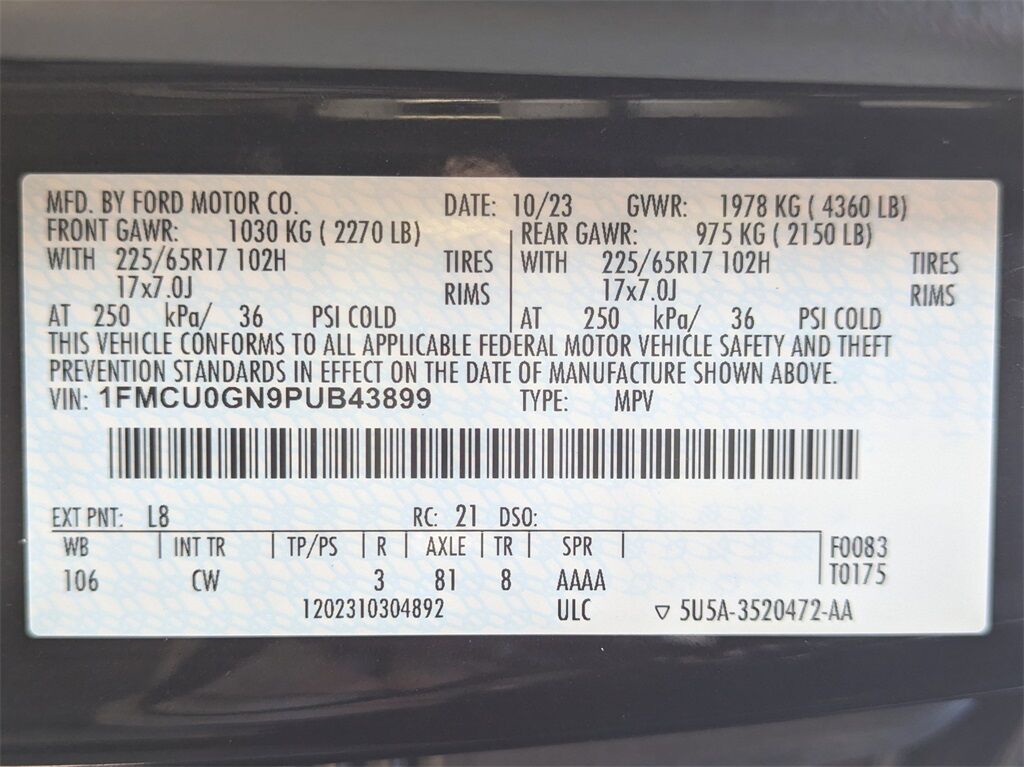 MFD. BY FORD MOTOR CO. DATE: 10/23 GVWR: 1978 KG ( 4360 LB)
FRONT GAWR: 1030 KG ( 2270 LB) REAR GAWR: 975 KG ( 2150 LB)
WITH 225/65R17 102H TIRES WITH 225/65R17 102H TIRES
17x7.0J RIMS 17x7.0J RIMS
AT 250 kPa/ 36 PSI COLD AT 250 kPa/ 36 PSI COLD
THIS VEHICLE CONFORMS TO ALL APPLICABLE FEDERAL MOTOR VEHICLE SAFETY AND THEFT
PREVENTION STANDARDS IN EFFECT ON THE DATE OF MANUFACTURE SHOWN ABOVE.
VIN: 1FMCU0GN9PUB43899 TYPE: MPV
EXT PNT: L8 RC: 21 DSO:
WB INT TR TP/PS R AXLE TR SPR F0083
106 CW 3 81 8 AAAA T0175
1202310304892 ULC ▽ 5U5A-3520472-AA